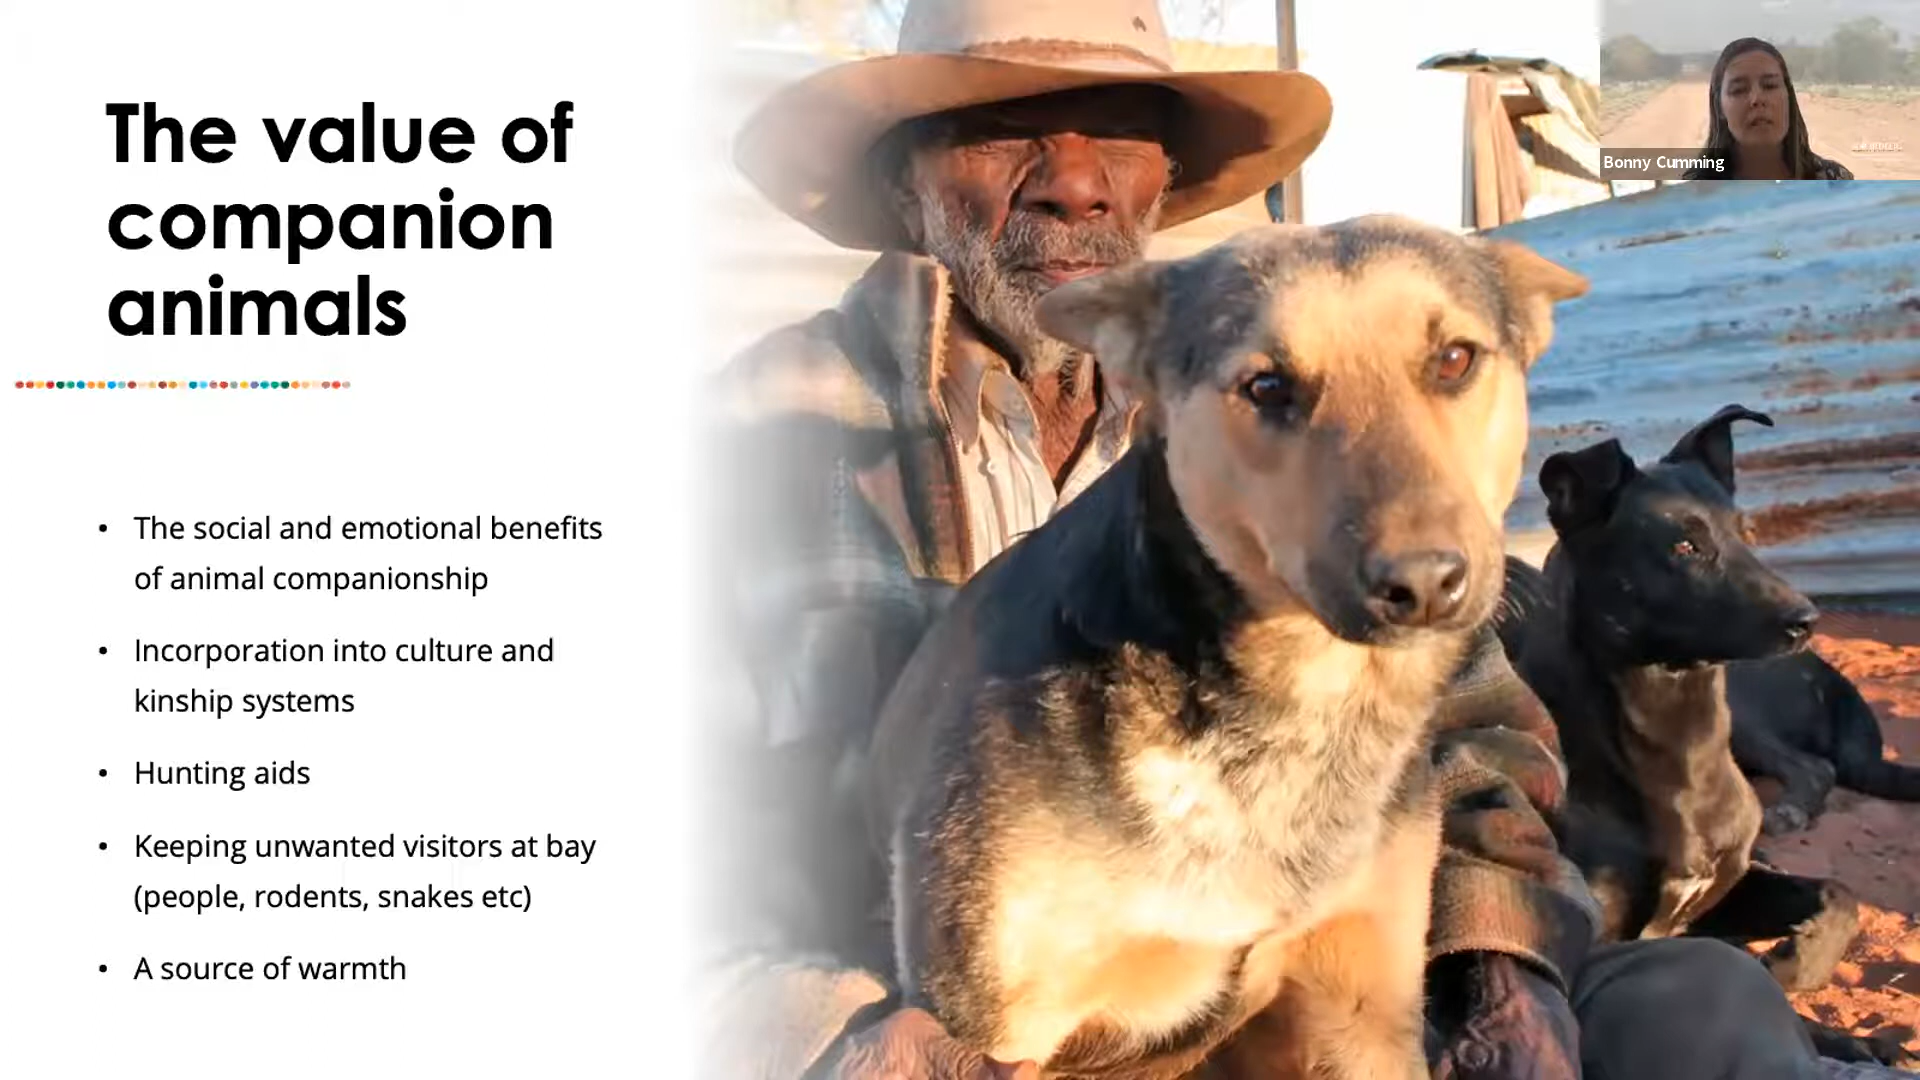 The value of
companion
animals
• The social and emotional benefits
of animal companionship
• Incorporation into culture and
kinship systems
• Hunting aids
• Keeping unwanted visitors at bay
(people, rodents, snakes etc)
• A source of warmth
Bonny Cumming